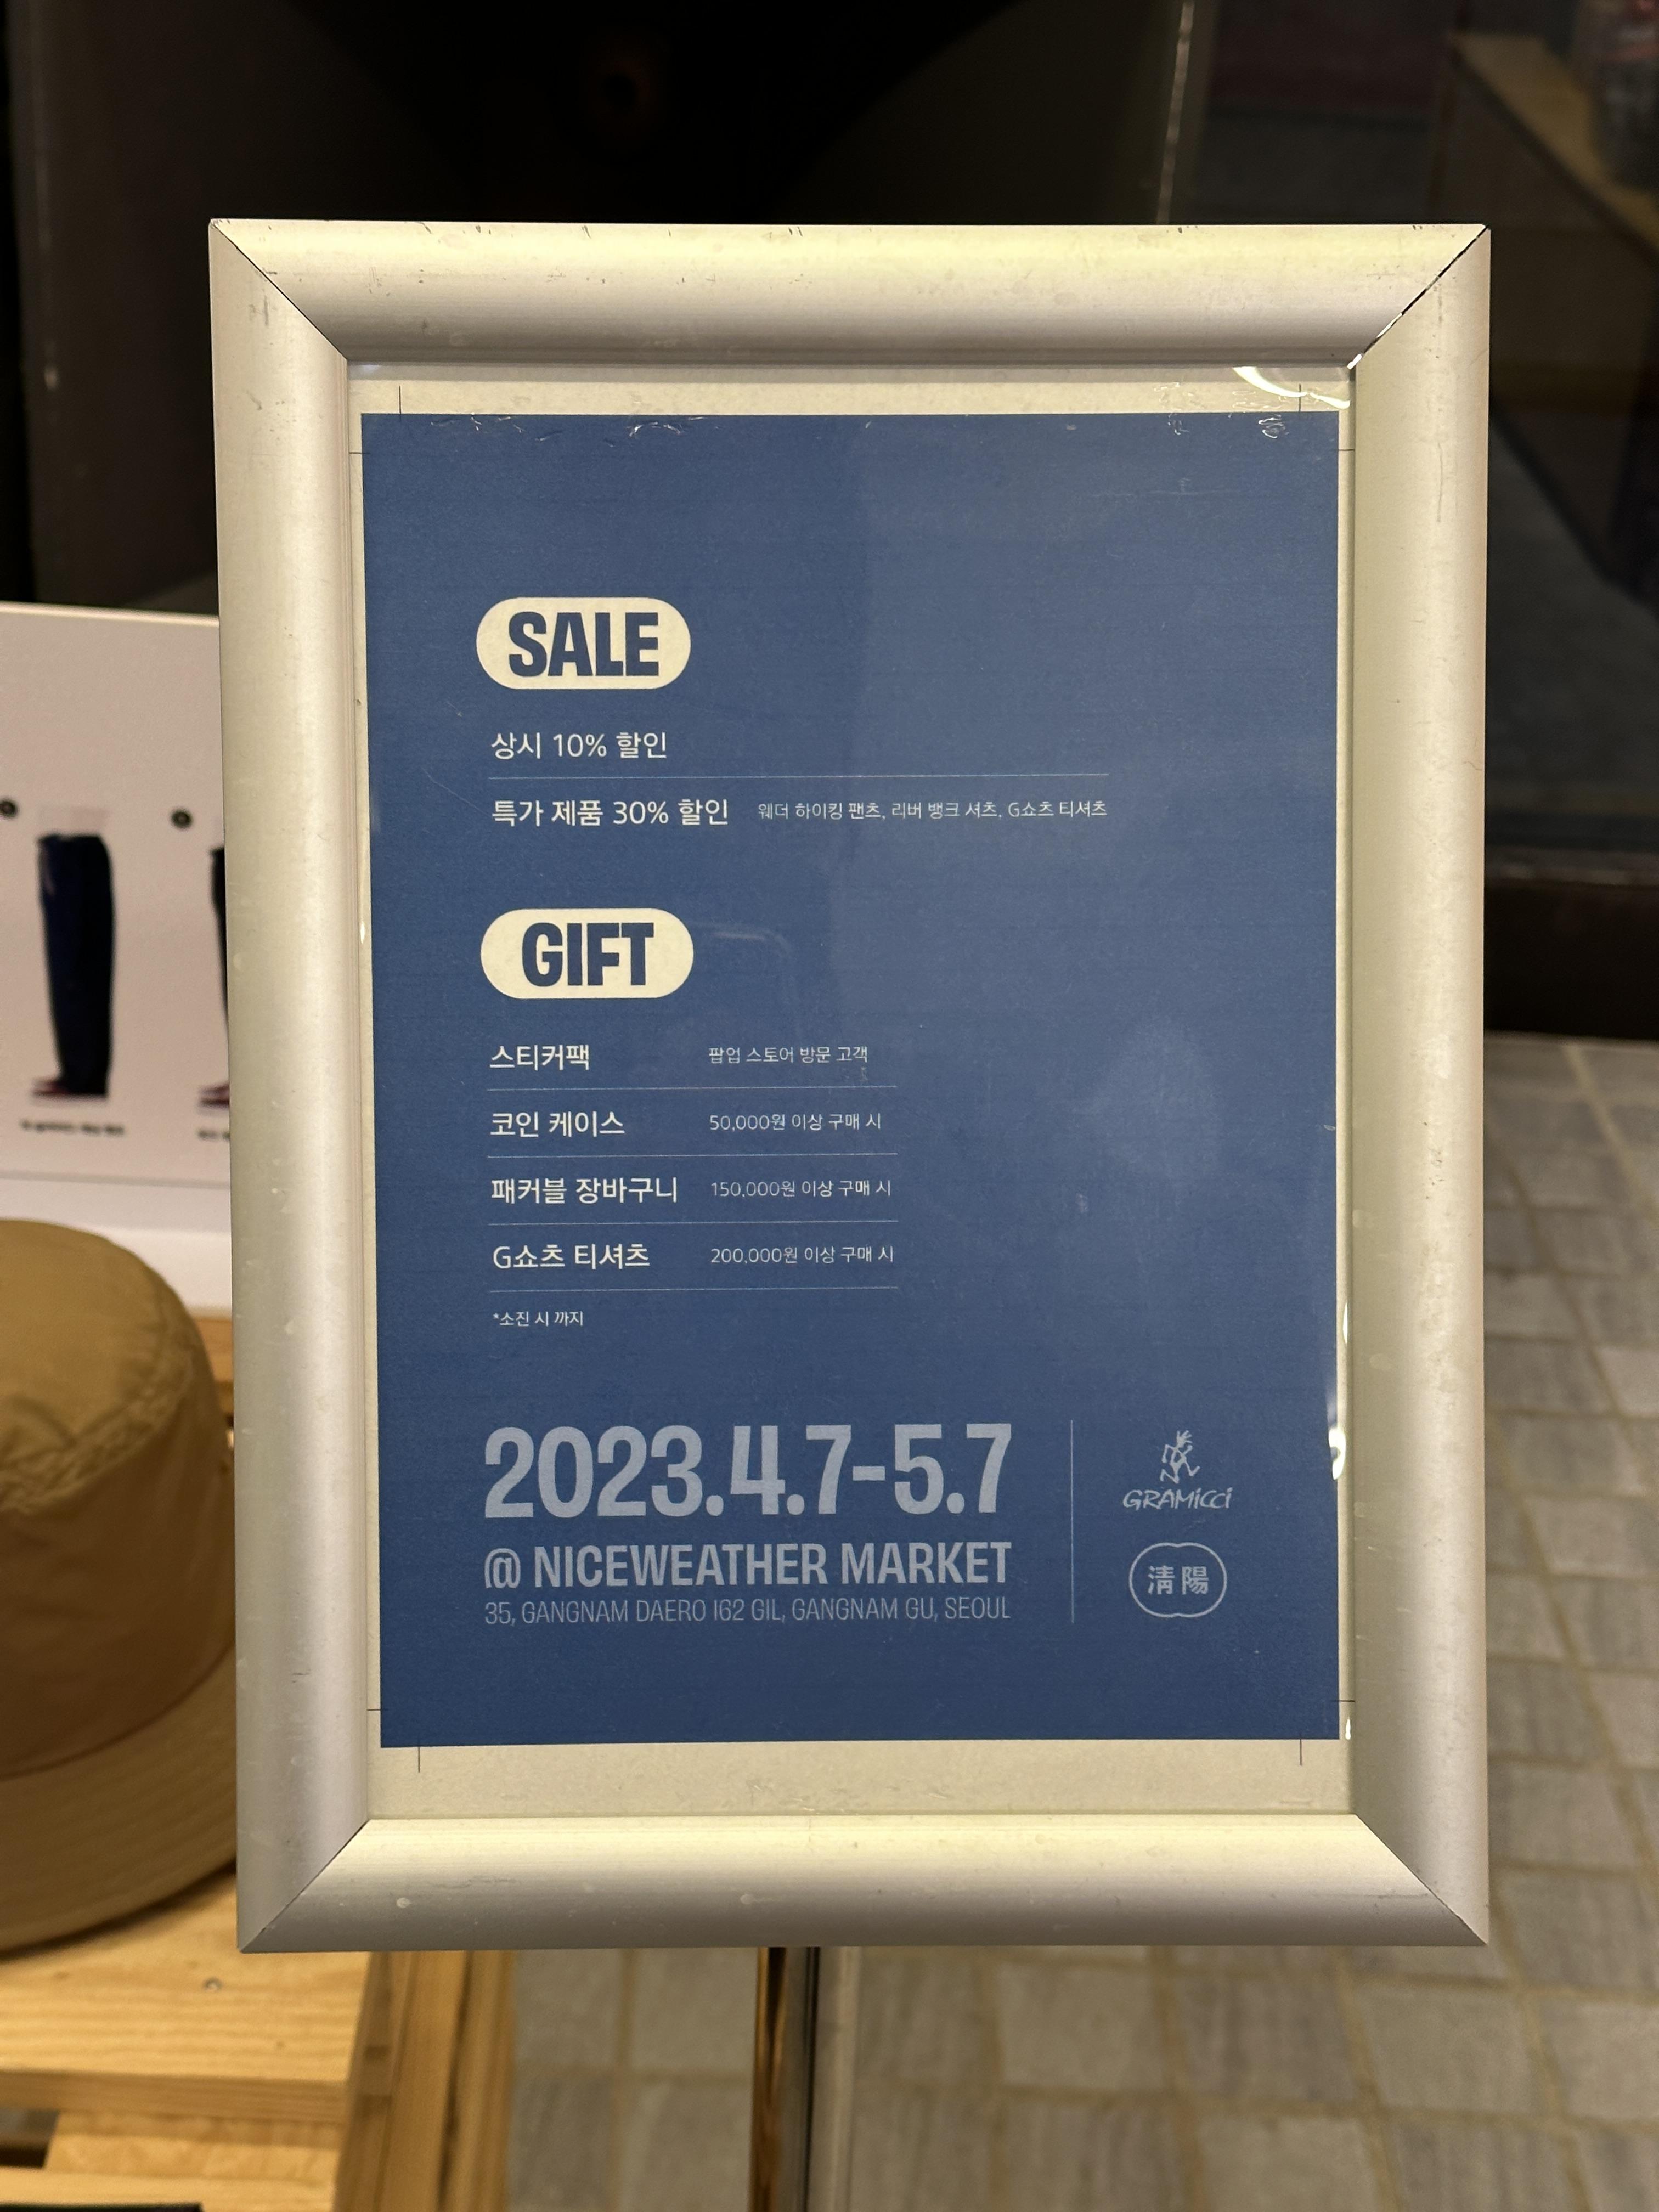 SALE
상시 10% 할인
특가 제품 30% 할인 웨더 하이킹 팬츠, 리버 뱅크 셔츠, G쇼츠 티셔츠
GIFT
스티커팩 팝업 스토어 방문 고객
코인 케이스 50,000원 이상 구매 시
패커블 장바구니 150,000원 이상 구매 시
G쇼츠 티셔츠 200,000원 이상 구매 시
*소진 시 까지
2023.4.7-5.7
@ NICEWEATHER MARKET
35, GANGNAM DAERO 162 GIL, GANGNAM GU, SEOUL
GRAMICCI
清陽